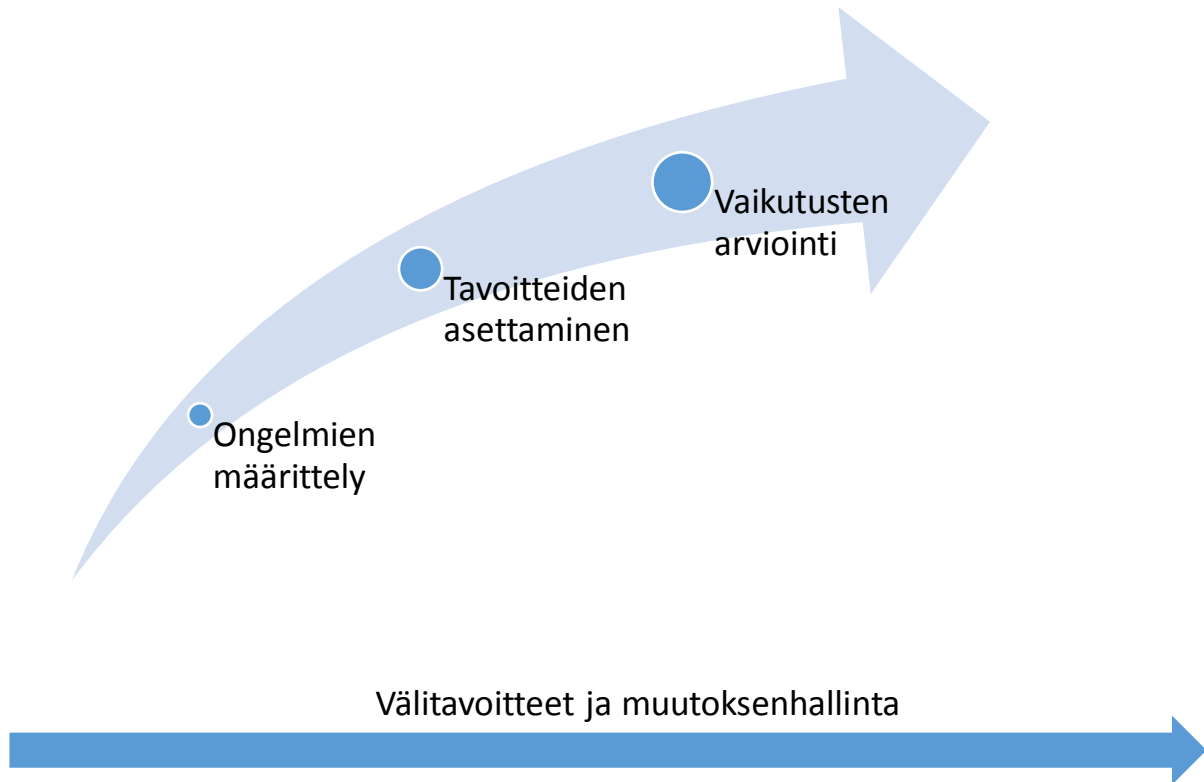 Vaikutusten
arviointi
Tavoitteiden
asettaminen
Ongelmien
määrittely
Välitavoitteet ja muutoksenhallinta